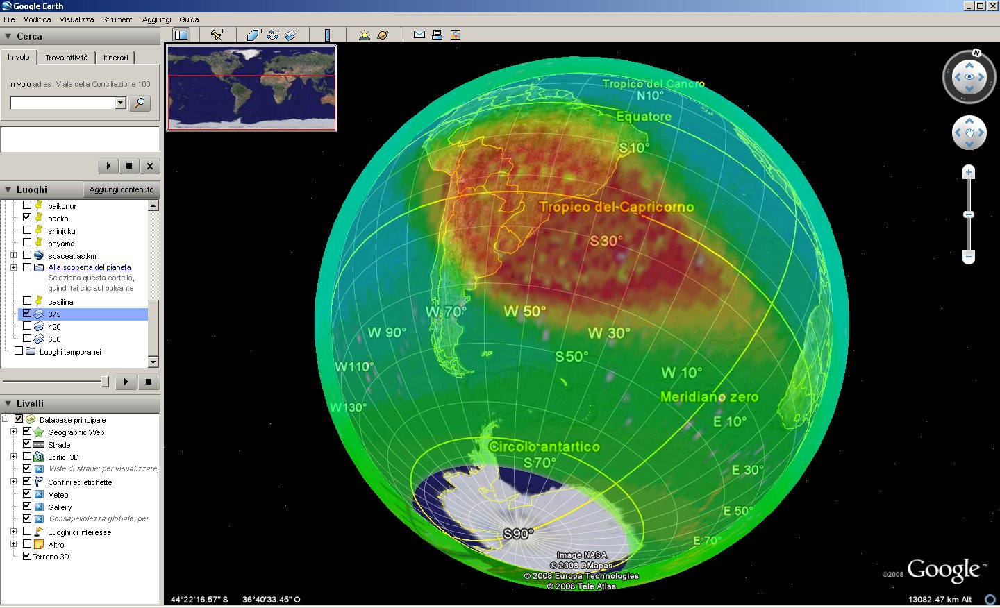 Google Earth
File Modifica Visualizza Strumenti Aggiungi Guida
Cerca
In volo Trova attività Itinerari
In volo ad es. Viale della Conciliazione 100
Luoghi Aggiungi contenuto
baikonur
naoko
shinjuku
aoyama
spaceatlas.kml
Alla scoperta del pianeta
Seleziona questa cartella,
quindi fai clic sul pulsante
casilina
375
420
600
Luoghi temporanei
Livelli
Database principale
Geographic Web
Strade
Edifici 3D
Viste di strade: per visualizzare,
Confini ed etichette
Meteo
Gallery
Consapevolezza globale: per
Luoghi di interesse
Altro
Terreno 3D
N
Tropico del Cancro
N10°
Equatore
S10°
Tropico del Capricorno
S30°
W 70° W 50°
W 90° W 30°
S50°
W110°
W 10°
Meridiano zero
W130°
E 10°
Circolo antartico
S70°
E 30°
E 50°
S90°
E 70°
Image NASA
© 2008 DMapas
© 2008 Europa Technologies
© 2008 Tele Atlas
©2008 Google™
44°22'16.57" S 36°40'33.45" O
13082.47 km Alt